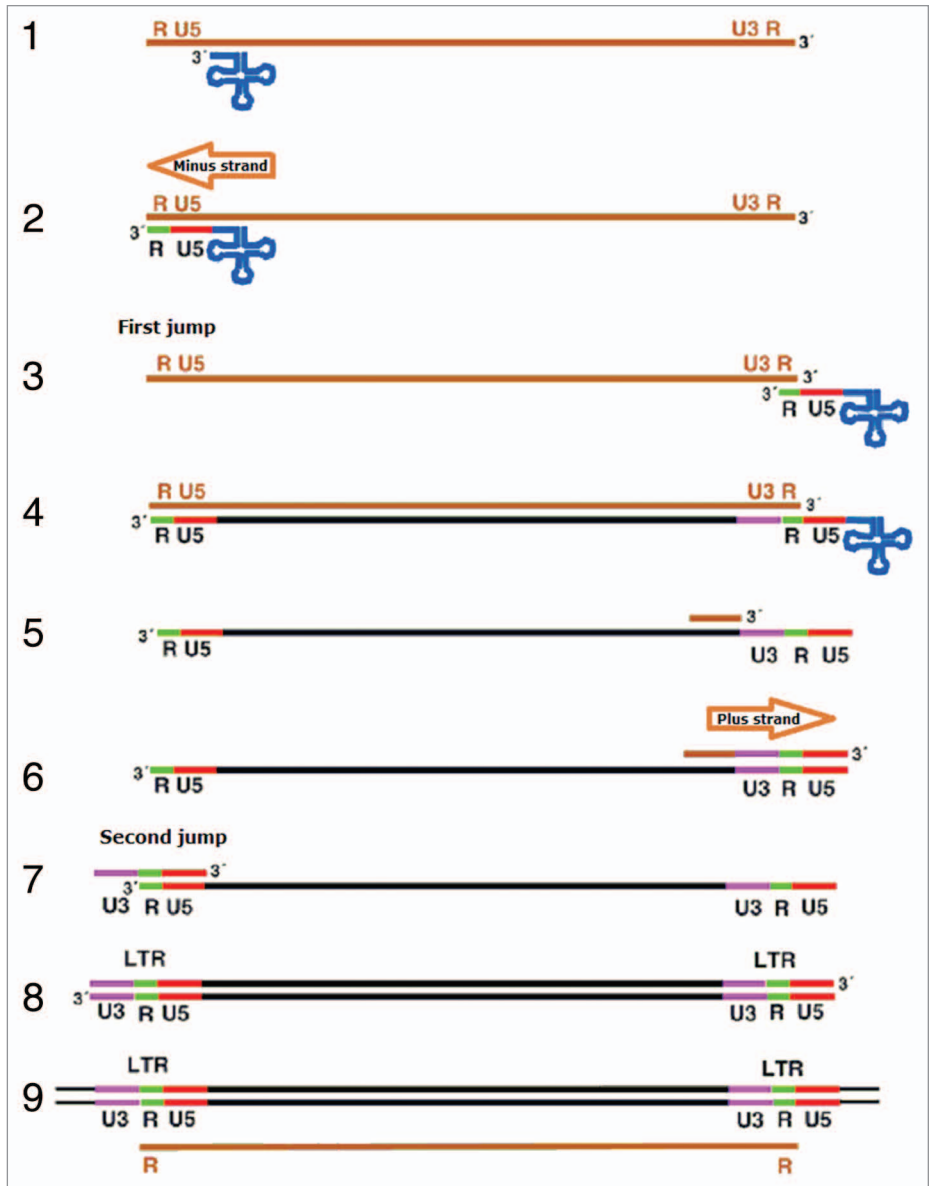 1
R U5 U3 R 3´
3´
Minus strand
2
R U5 U3 R 3´
3´
R U5
First jump
3
R U5 U3 R 3´
3´
R U5
4
R U5 U3 R 3´
3´
R U5 R U5
5
3´
3´
R U5 U3 R U5
Plus strand
6
3´
3´
R U5 U3 R U5
Second jump
7
3´
3´
U3 R U5 U3 R U5
LTR LTR
8
3´
3´
U3 R U5 U3 R U5
LTR LTR
9
U3 R U5 U3 R U5
R R